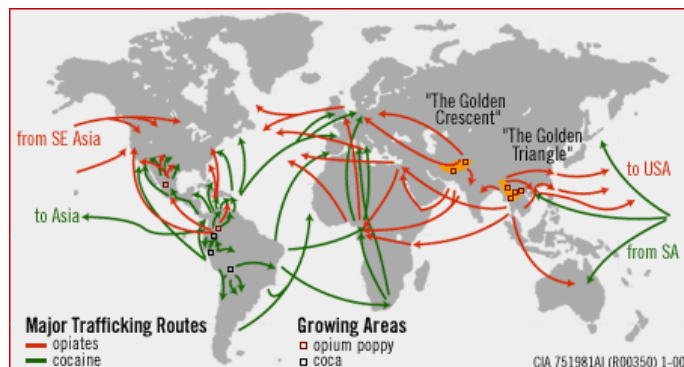 "The Golden
Crescent"
"The Golden
Triangle"
from SE Asia
to USA
to Asia
from SA
Major Trafficking Routes
opiates
cocaine
Growing Areas
opium poppy
coca
CIA 751981AI (R00350) 1-00